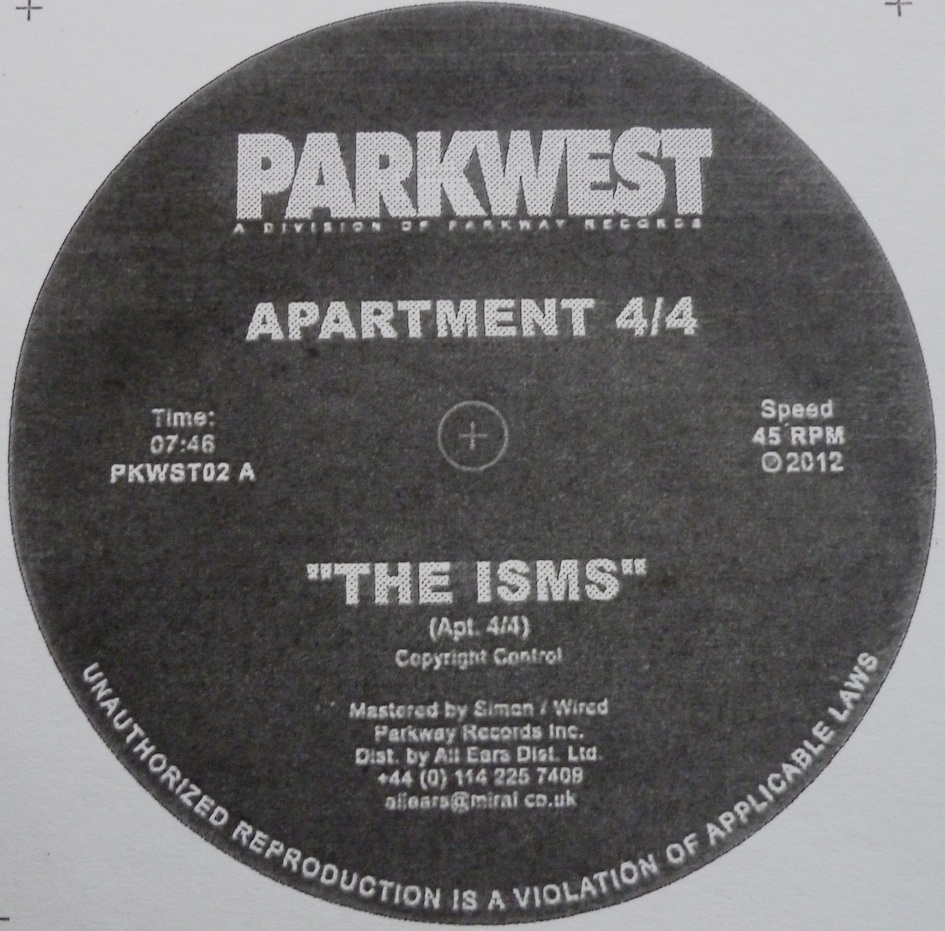 PARKWEST
A DIVISION OF PARKWAY RECORDS
APARTMENT 4/4
Time:
07:46
PKWST02 A
Speed
45 RPM
℗2012
"THE ISMS"
(Apt. 4/4)
Copyright Control
Mastered by Simon / Wired
Parkway Records Inc.
Dist. by All Ears Dist. Ltd.
+44 (0) 114 225 7409
allears@mirai co.uk
UNAUTHORIZED REPRODUCTION IS A VIOLATION OF APPLICABLE LAWS